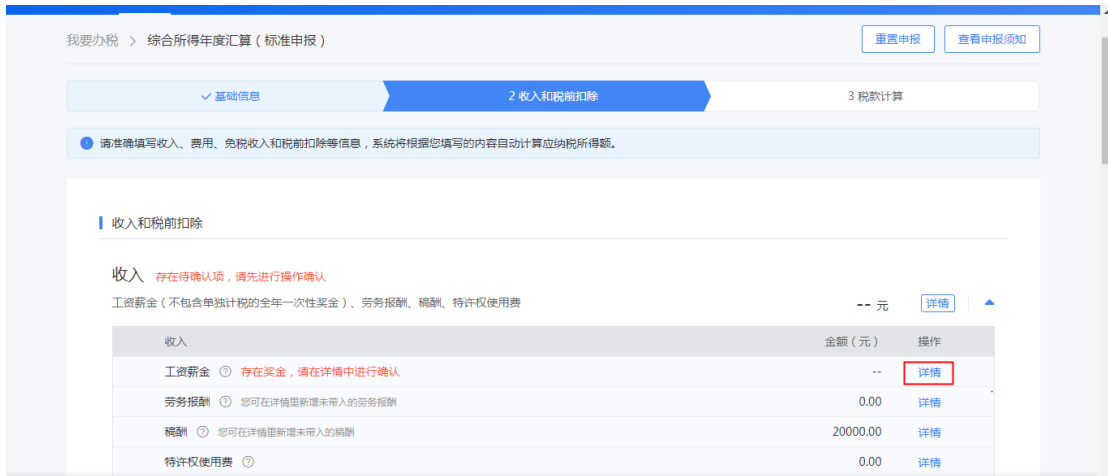 我要办税 > 综合所得年度汇算（标准申报） 重置申报 查看申报须知
✓基础信息 2 收入和税前扣除 3 税款计算
请准确填写收入、费用、免税收入和税前扣除等信息，系统将根据您填写的内容自动计算应纳税所得额。
收入和税前扣除
收入 存在待确认项，请先进行操作确认
工资薪金（不包含单独计税的全年一次性奖金）、劳务报酬、稿酬、特许权使用费 -- 元 详情
收入 金额（元） 操作
工资薪金 ? 存在奖金，请在详情中进行确认 -- 详情
劳务报酬 ? 您可在详情里新增未带入的劳务报酬 0.00 详情
稿酬 ? 您可在详情里新增未带入的稿酬 20000.00 详情
特许权使用费 ? 0.00 详情